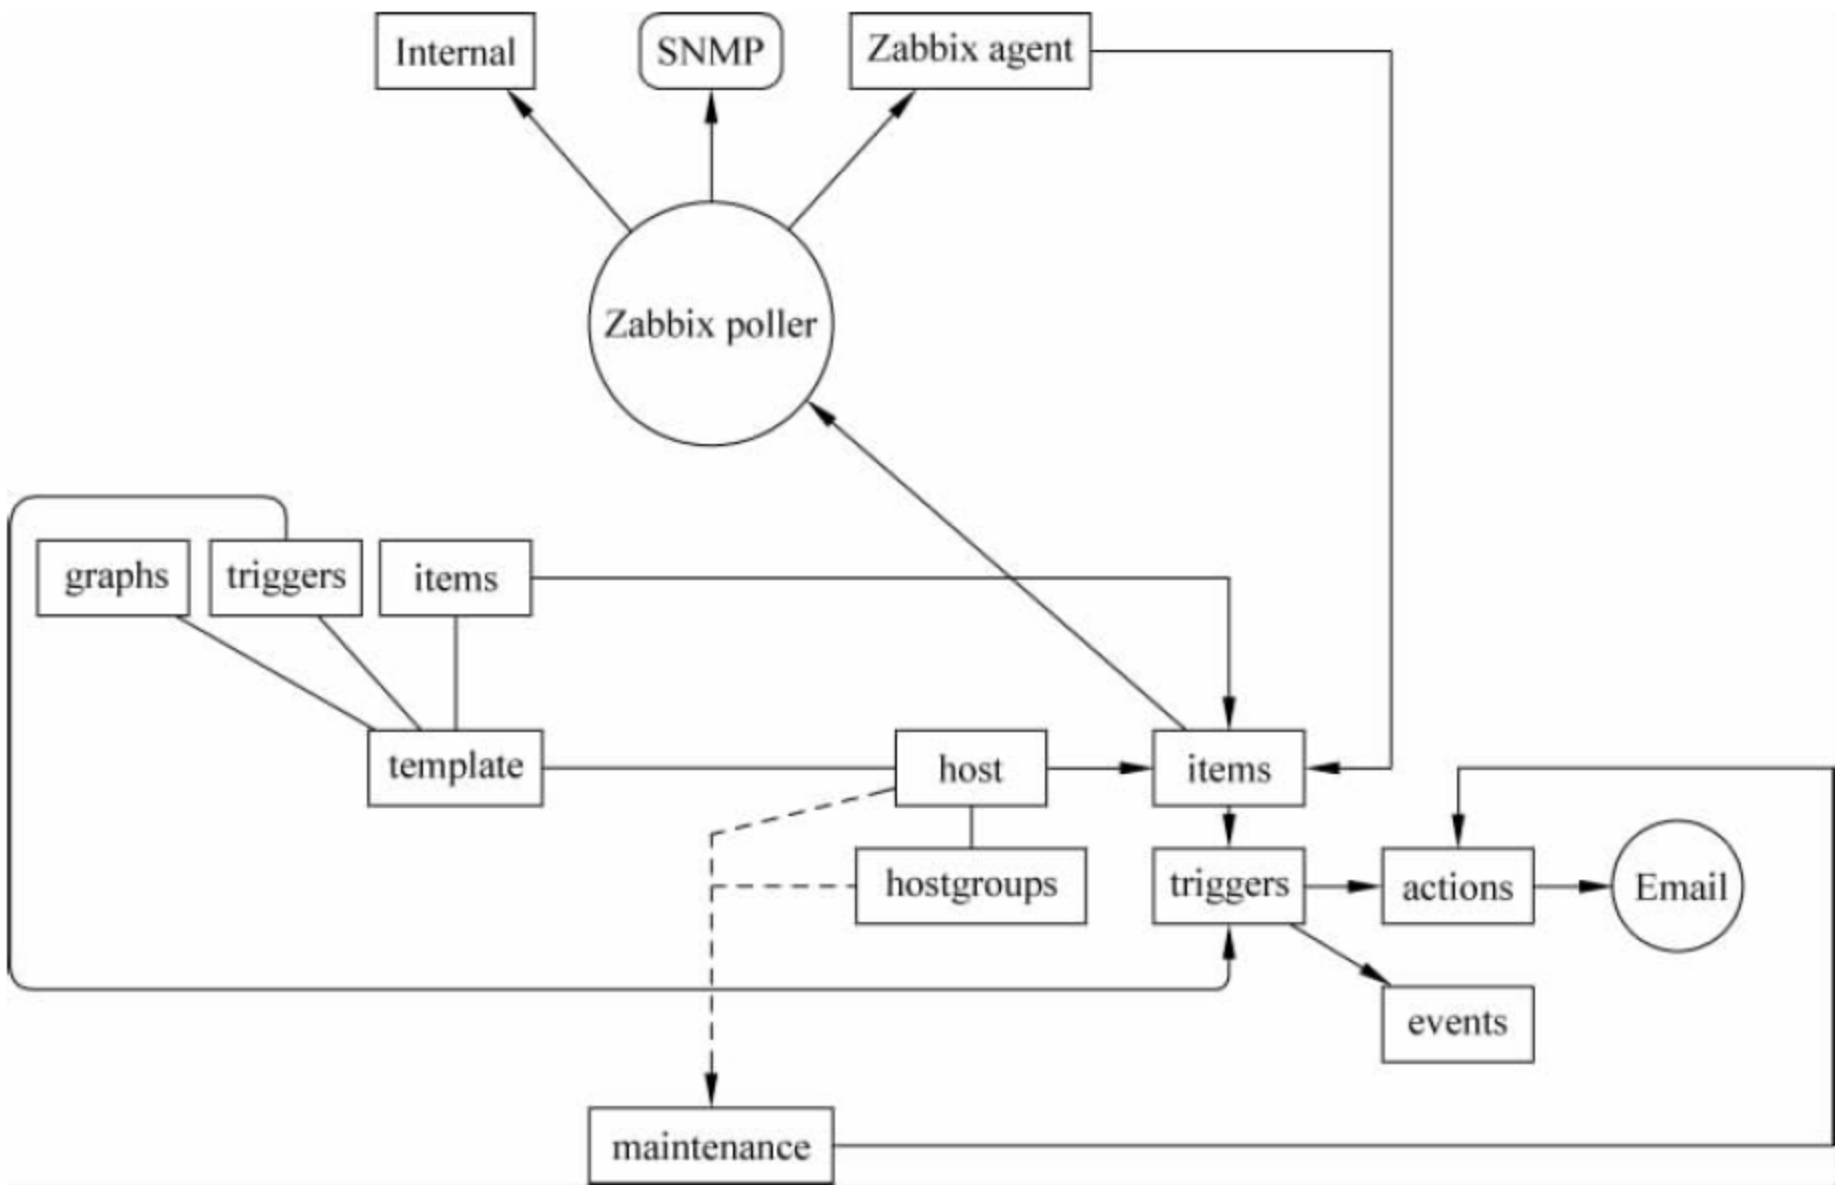 Internal
SNMP
Zabbix agent
Zabbix poller
graphs
triggers
items
template
host
items
hostgroups
triggers
actions
Email
events
maintenance